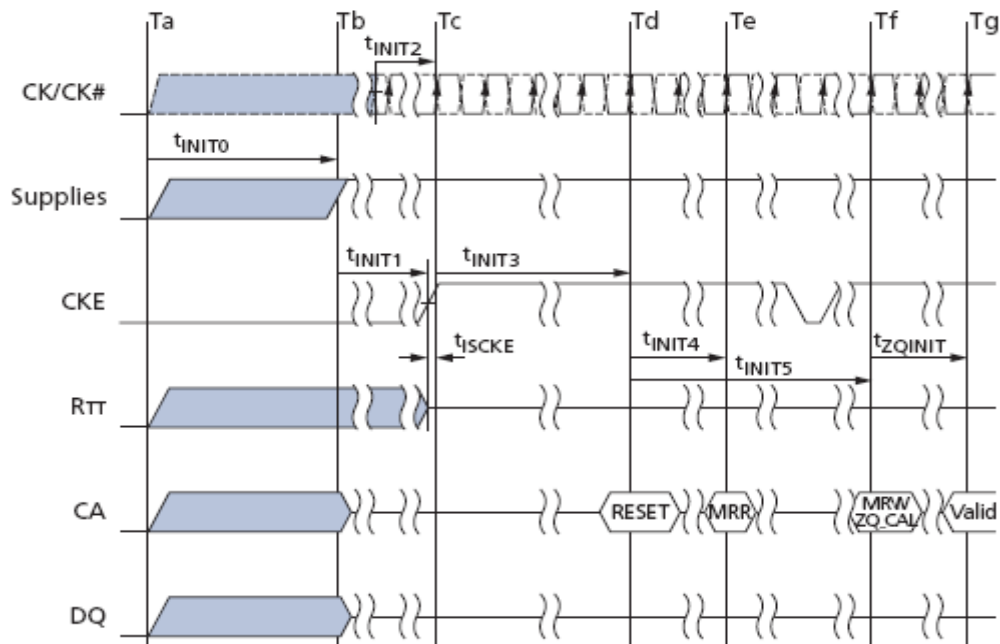 Ta Tb Tc Td Te Tf Tg
tINIT2
CK/CK#
tINIT0
Supplies
tINIT1 tINIT3
CKE
tISCKE tINIT4 tZQINIT
tINIT5
RTT
CA RESET MRR MRW ZQ_CAL Valid
DQ